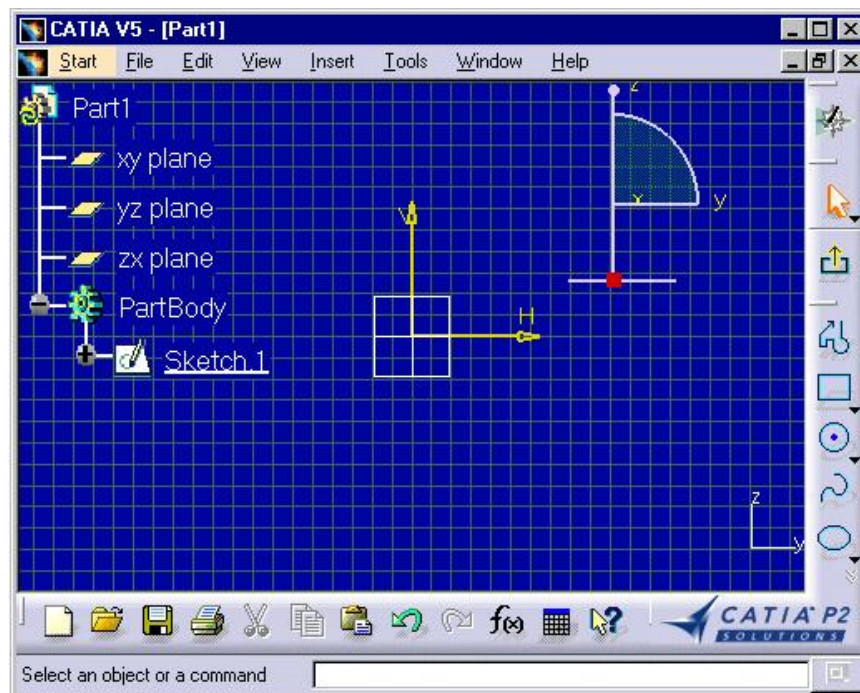 CATIA V5 - [Part1]
Start File Edit View Insert Tools Window Help
Part1
xy plane
yz plane
zx plane
PartBody
Sketch.1
z
y
x
V
H
z
y
f(x)
?
CATIA P2
SOLUTIONS
Select an object or a command